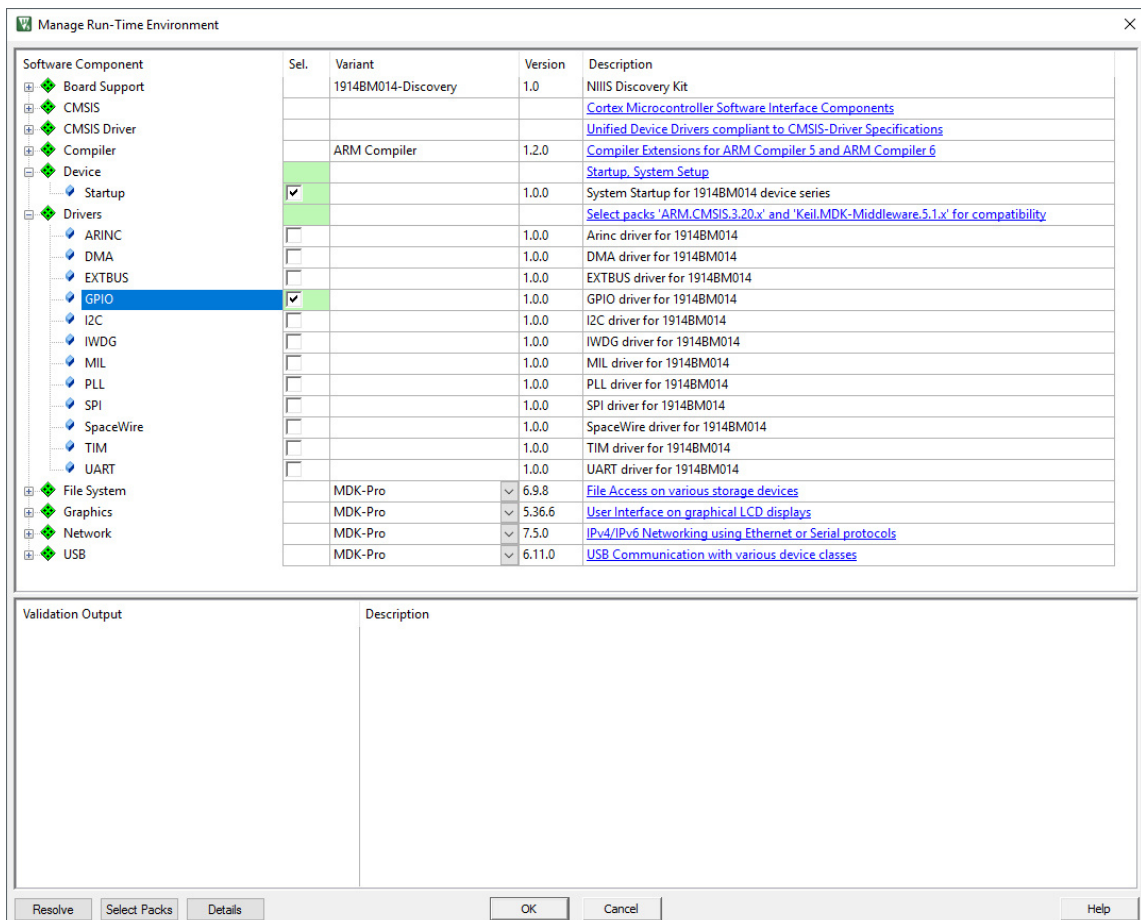 Manage Run-Time Environment
Software Component Sel. Variant Version Description
Board Support 1914BM014-Discovery 1.0 NIIIS Discovery Kit
CMSIS Cortex Microcontroller Software Interface Components
CMSIS Driver Unified Device Drivers compliant to CMSIS-Driver Specifications
Compiler ARM Compiler 1.2.0 Compiler Extensions for ARM Compiler 5 and ARM Compiler 6
Device Startup, System Setup
Startup 1.0.0 System Startup for 1914BM014 device series
Drivers Select packs 'ARM.CMSIS.3.20.x' and 'Keil.MDK-Middleware.5.1.x' for compatibility
ARINC 1.0.0 Arinc driver for 1914BM014
DMA 1.0.0 DMA driver for 1914BM014
EXTBUS 1.0.0 EXTBUS driver for 1914BM014
GPIO 1.0.0 GPIO driver for 1914BM014
I2C 1.0.0 I2C driver for 1914BM014
IWDG 1.0.0 IWDG driver for 1914BM014
MIL 1.0.0 MIL driver for 1914BM014
PLL 1.0.0 PLL driver for 1914BM014
SPI 1.0.0 SPI driver for 1914BM014
SpaceWire 1.0.0 SpaceWire driver for 1914BM014
TIM 1.0.0 TIM driver for 1914BM014
UART 1.0.0 UART driver for 1914BM014
File System MDK-Pro 6.9.8 File Access on various storage devices
Graphics MDK-Pro 5.36.6 User Interface on graphical LCD displays
Network MDK-Pro 7.5.0 IPv4/IPv6 Networking using Ethernet or Serial protocols
USB MDK-Pro 6.11.0 USB Communication with various device classes
Validation Output Description
Resolve Select Packs Details OK Cancel Help